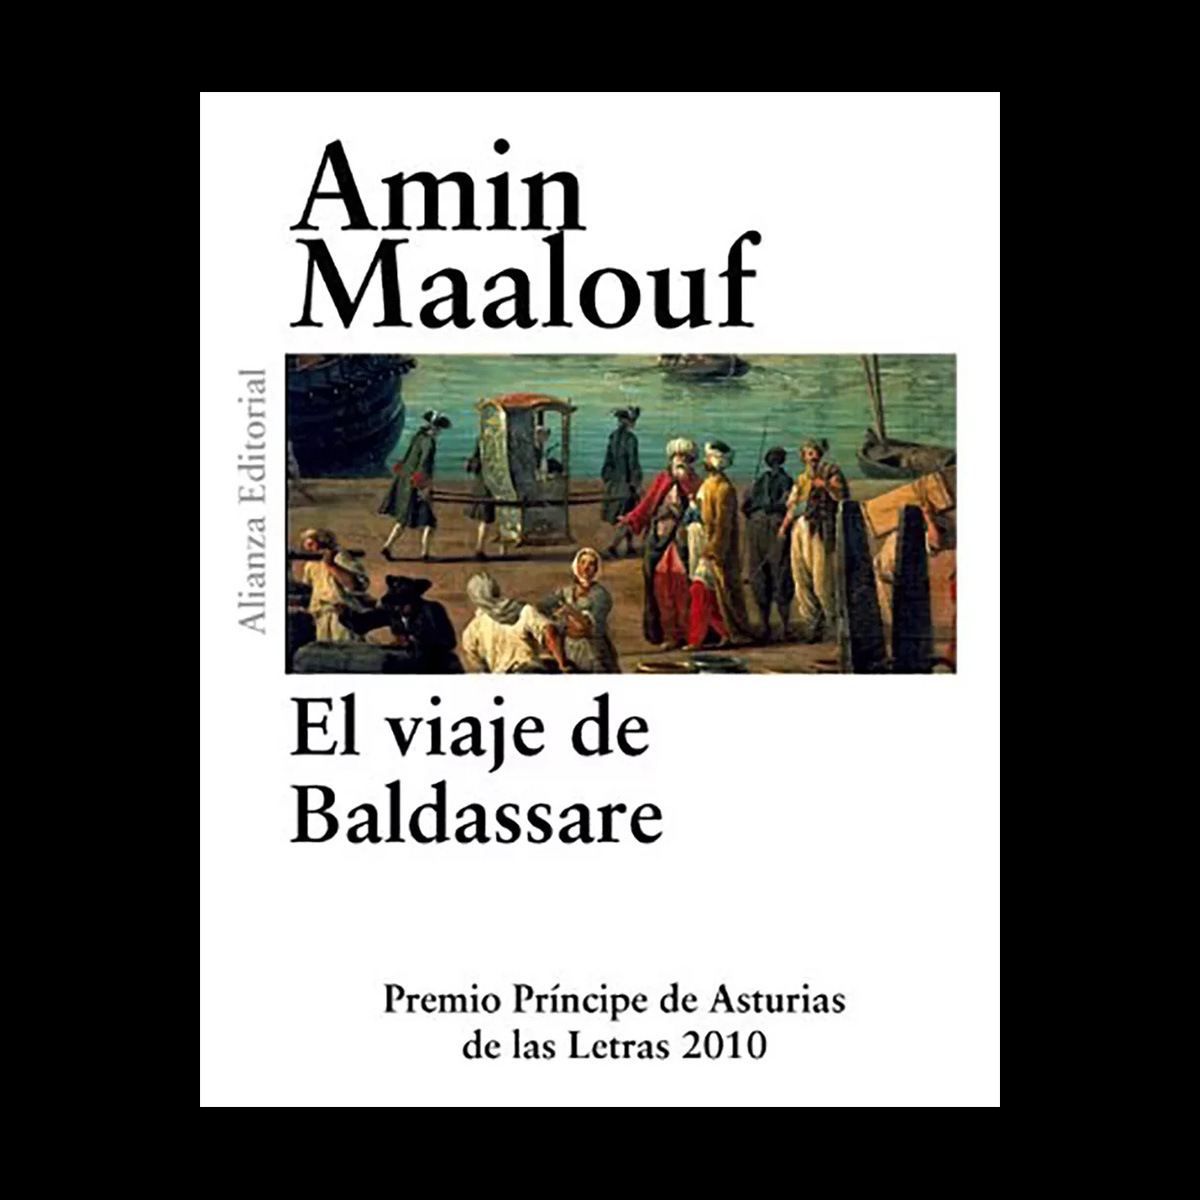 Amin
Maalouf
Alianza Editorial
El viaje de
Baldassare
Premio Príncipe de Asturias
de las Letras 2010